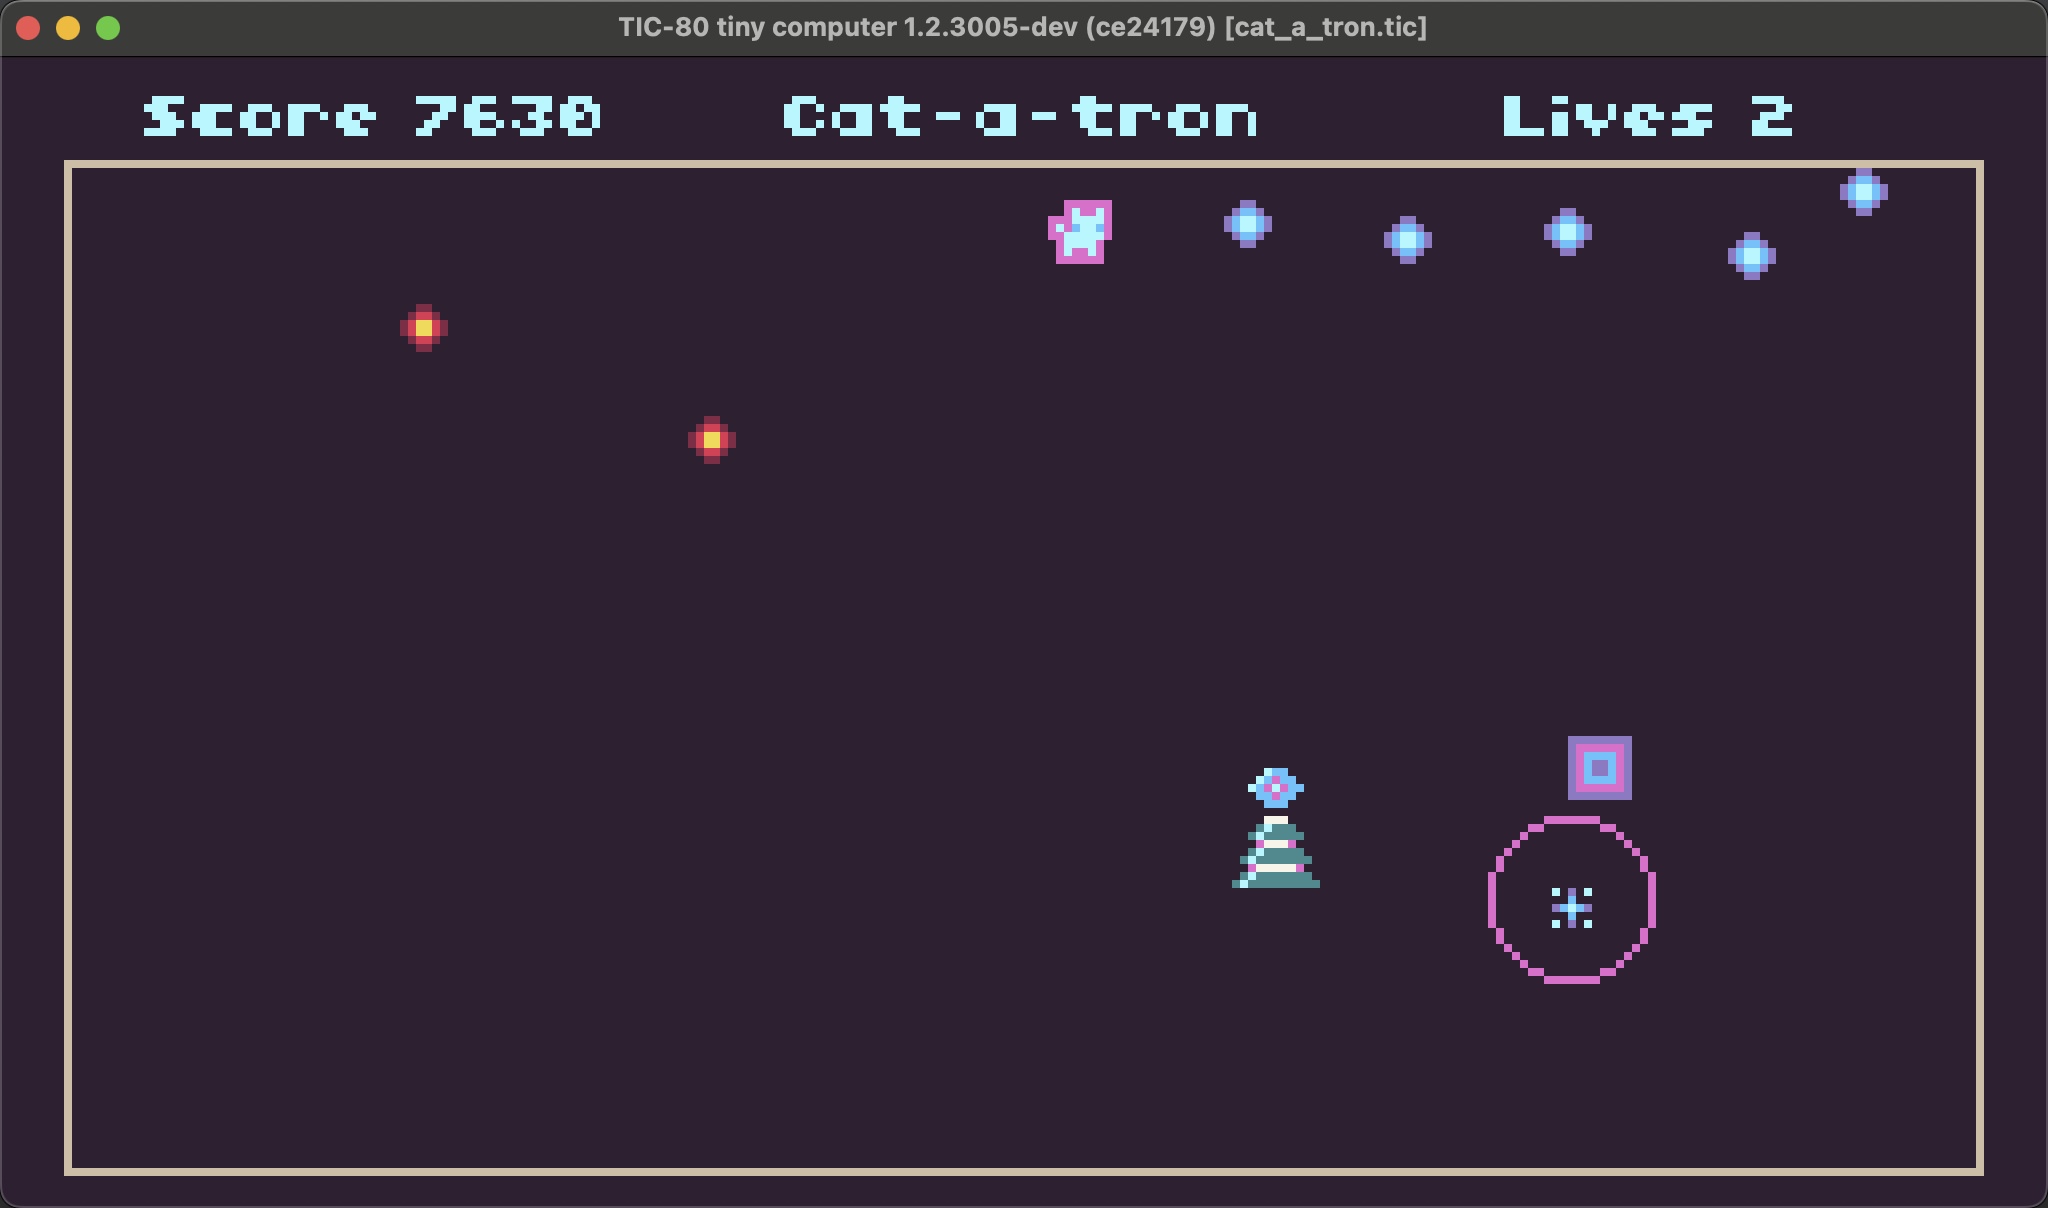 TIC-80 tiny computer 1.2.3005-dev (ce24179) [cat_a_tron.tic]
Score 7630 Cat-a-tron Lives 2